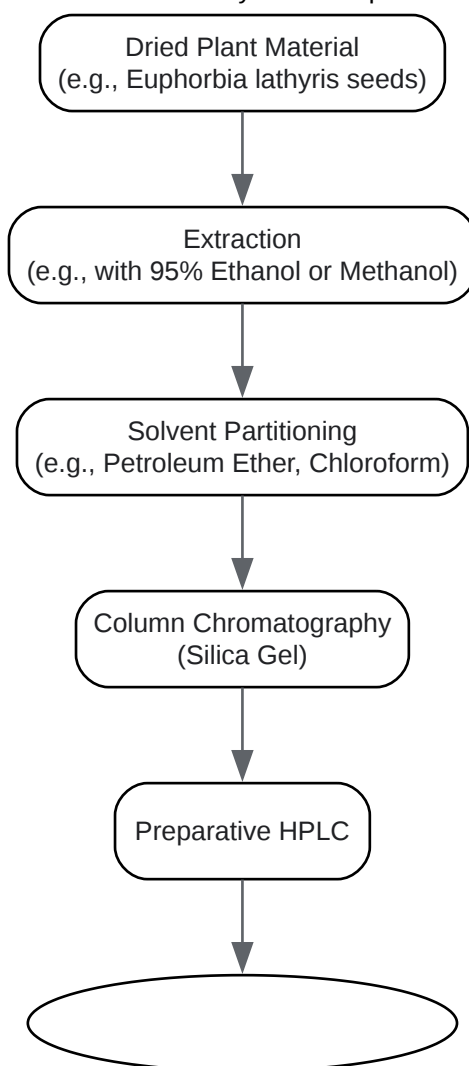 Dried Plant Material
(e.g., Euphorbia lathyris seeds)
Extraction
(e.g., with 95% Ethanol or Methanol)
Solvent Partitioning
(e.g., Petroleum Ether, Chloroform)
Column Chromatography
(Silica Gel)
Preparative HPLC